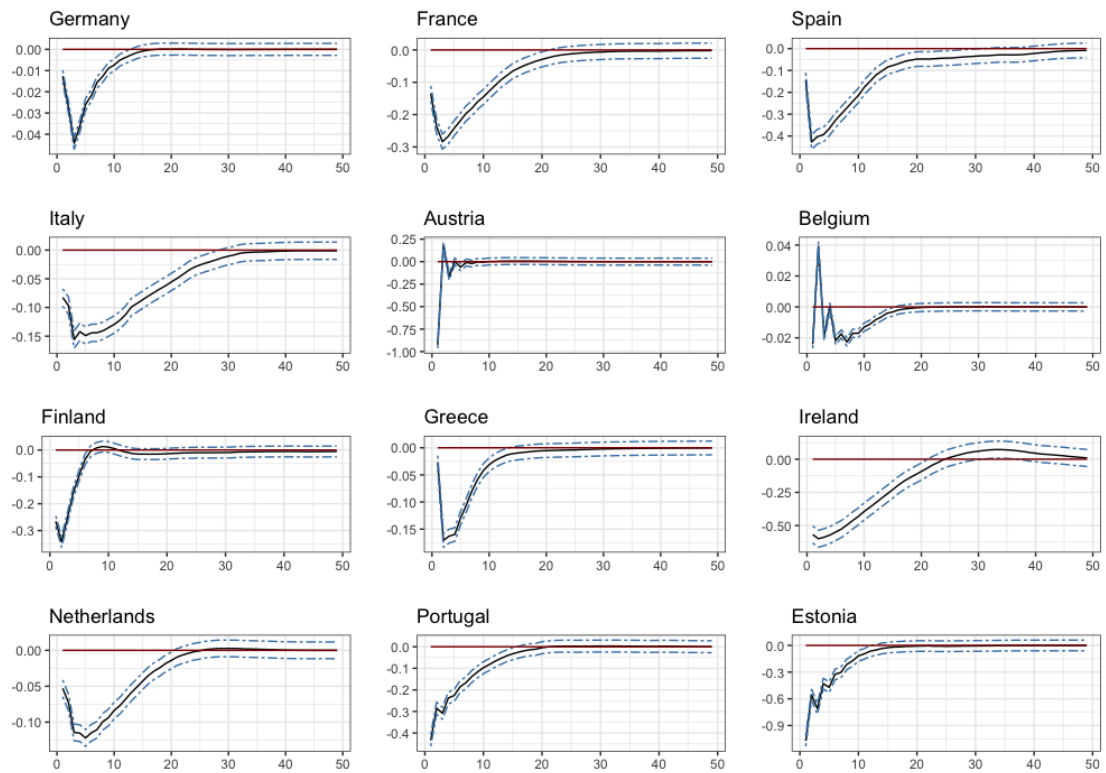 Germany
France
Spain
0.00
-0.01
-0.02
-0.03
-0.04
0 10 20 30 40 50
0.0
-0.1
-0.2
-0.3
0 10 20 30 40 50
0.0
-0.1
-0.2
-0.3
-0.4
0 10 20 30 40 50
Italy
Austria
Belgium
0.00
-0.05
-0.10
-0.15
0 10 20 30 40 50
0.25
0.00
-0.25
-0.50
-0.75
-1.00
0 10 20 30 40 50
0.04
0.02
0.00
-0.02
0 10 20 30 40 50
Finland
Greece
Ireland
0.0
-0.1
-0.2
-0.3
0 10 20 30 40 50
0.00
-0.05
-0.10
-0.15
0 10 20 30 40 50
0.00
-0.25
-0.50
0 10 20 30 40 50
Netherlands
Portugal
Estonia
0.00
-0.05
-0.10
0 10 20 30 40 50
0.0
-0.1
-0.2
-0.3
-0.4
0 10 20 30 40 50
0.0
-0.3
-0.6
-0.9
0 10 20 30 40 50